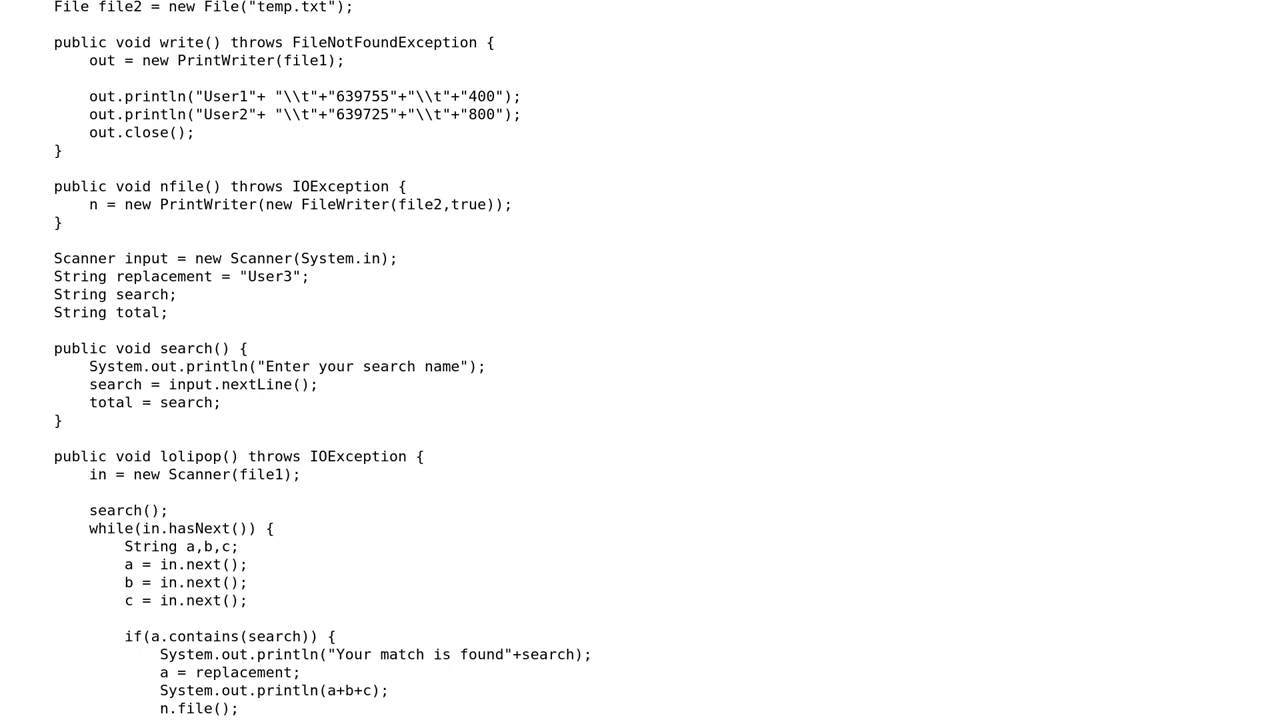 File file2 = new File("temp.txt");
public void write() throws FileNotFoundException {
out = new PrintWriter(file1);
out.println("User1"+ "\\t"+"639755"+"\\t"+"400");
out.println("User2"+ "\\t"+"639725"+"\\t"+"800");
out.close();
}
public void nfile() throws IOException {
n = new PrintWriter(new FileWriter(file2,true));
}
Scanner input = new Scanner(System.in);
String replacement = "User3";
String search;
String total;
public void search() {
System.out.println("Enter your search name");
search = input.nextLine();
total = search;
}
public void lolipop() throws IOException {
in = new Scanner(file1);
search();
while(in.hasNext()) {
String a,b,c;
a = in.next();
b = in.next();
c = in.next();
if(a.contains(search)) {
System.out.println("Your match is found"+search);
a = replacement;
System.out.println(a+b+c);
n.file();